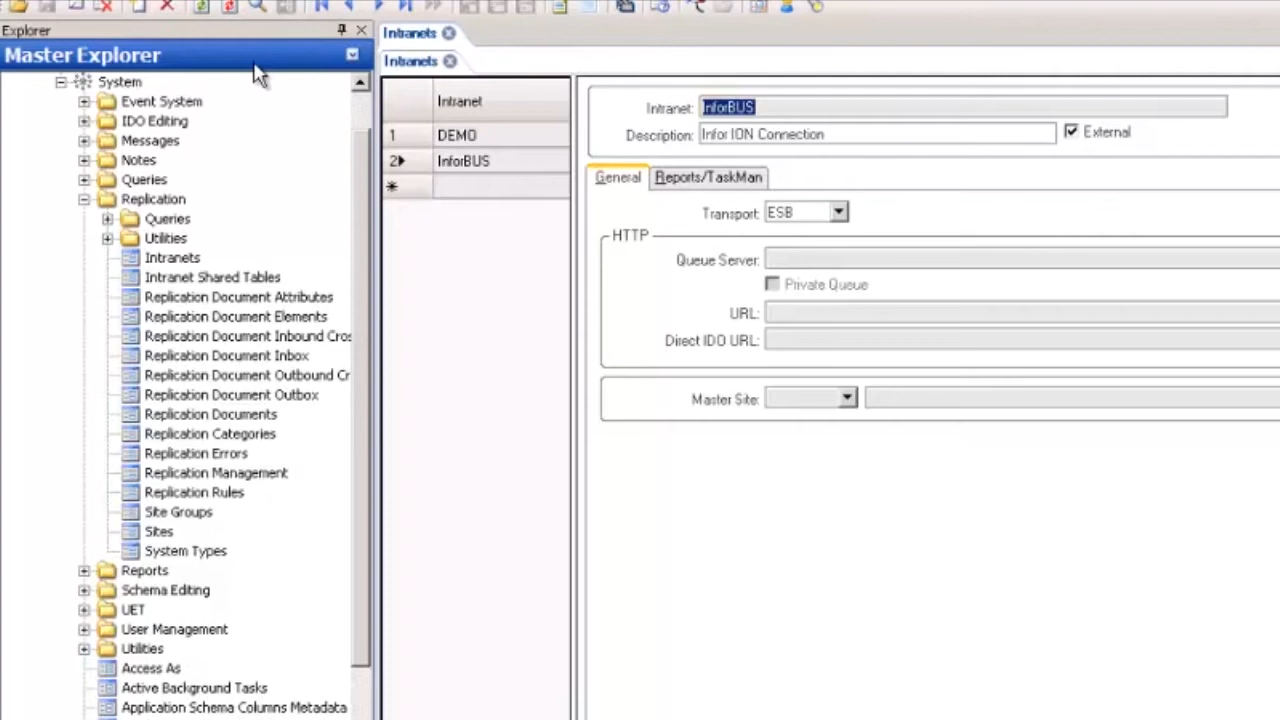 Explorer
Master Explorer
System
Event System
IDO Editing
Messages
Notes
Queries
Replication
Queries
Utilities
Intranets
Intranet Shared Tables
Replication Document Attributes
Replication Document Elements
Replication Document Inbound Cros
Replication Document Inbox
Replication Document Outbound Cr
Replication Document Outbox
Replication Documents
Replication Categories
Replication Errors
Replication Management
Replication Rules
Site Groups
Sites
System Types
Reports
Schema Editing
UET
User Management
Utilities
Access As
Active Background Tasks
Application Schema Columns Metadata
Intranets
Intranets
Intranet
1 DEMO
2 InforBUS
Intranet: InforBUS
Description: Infor ION Connection External
General Reports/TaskMan
Transport: ESB
HTTP
Queue Server:
Private Queue
URL:
Direct IDO URL:
Master Site: